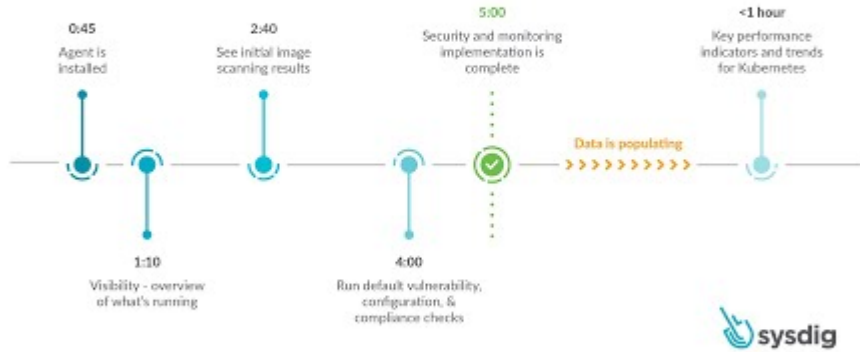 0:45
Agent is
installed
2:40
See initial image
scanning results
5:00
Security and monitoring
implementation is
complete
<1 hour
Key performance
indicators and trends
for Kubernetes
Data is populating
1:10
Visibility - overview
of what's running
4:00
Run default vulnerability,
configuration, &
compliance checks
sysdig